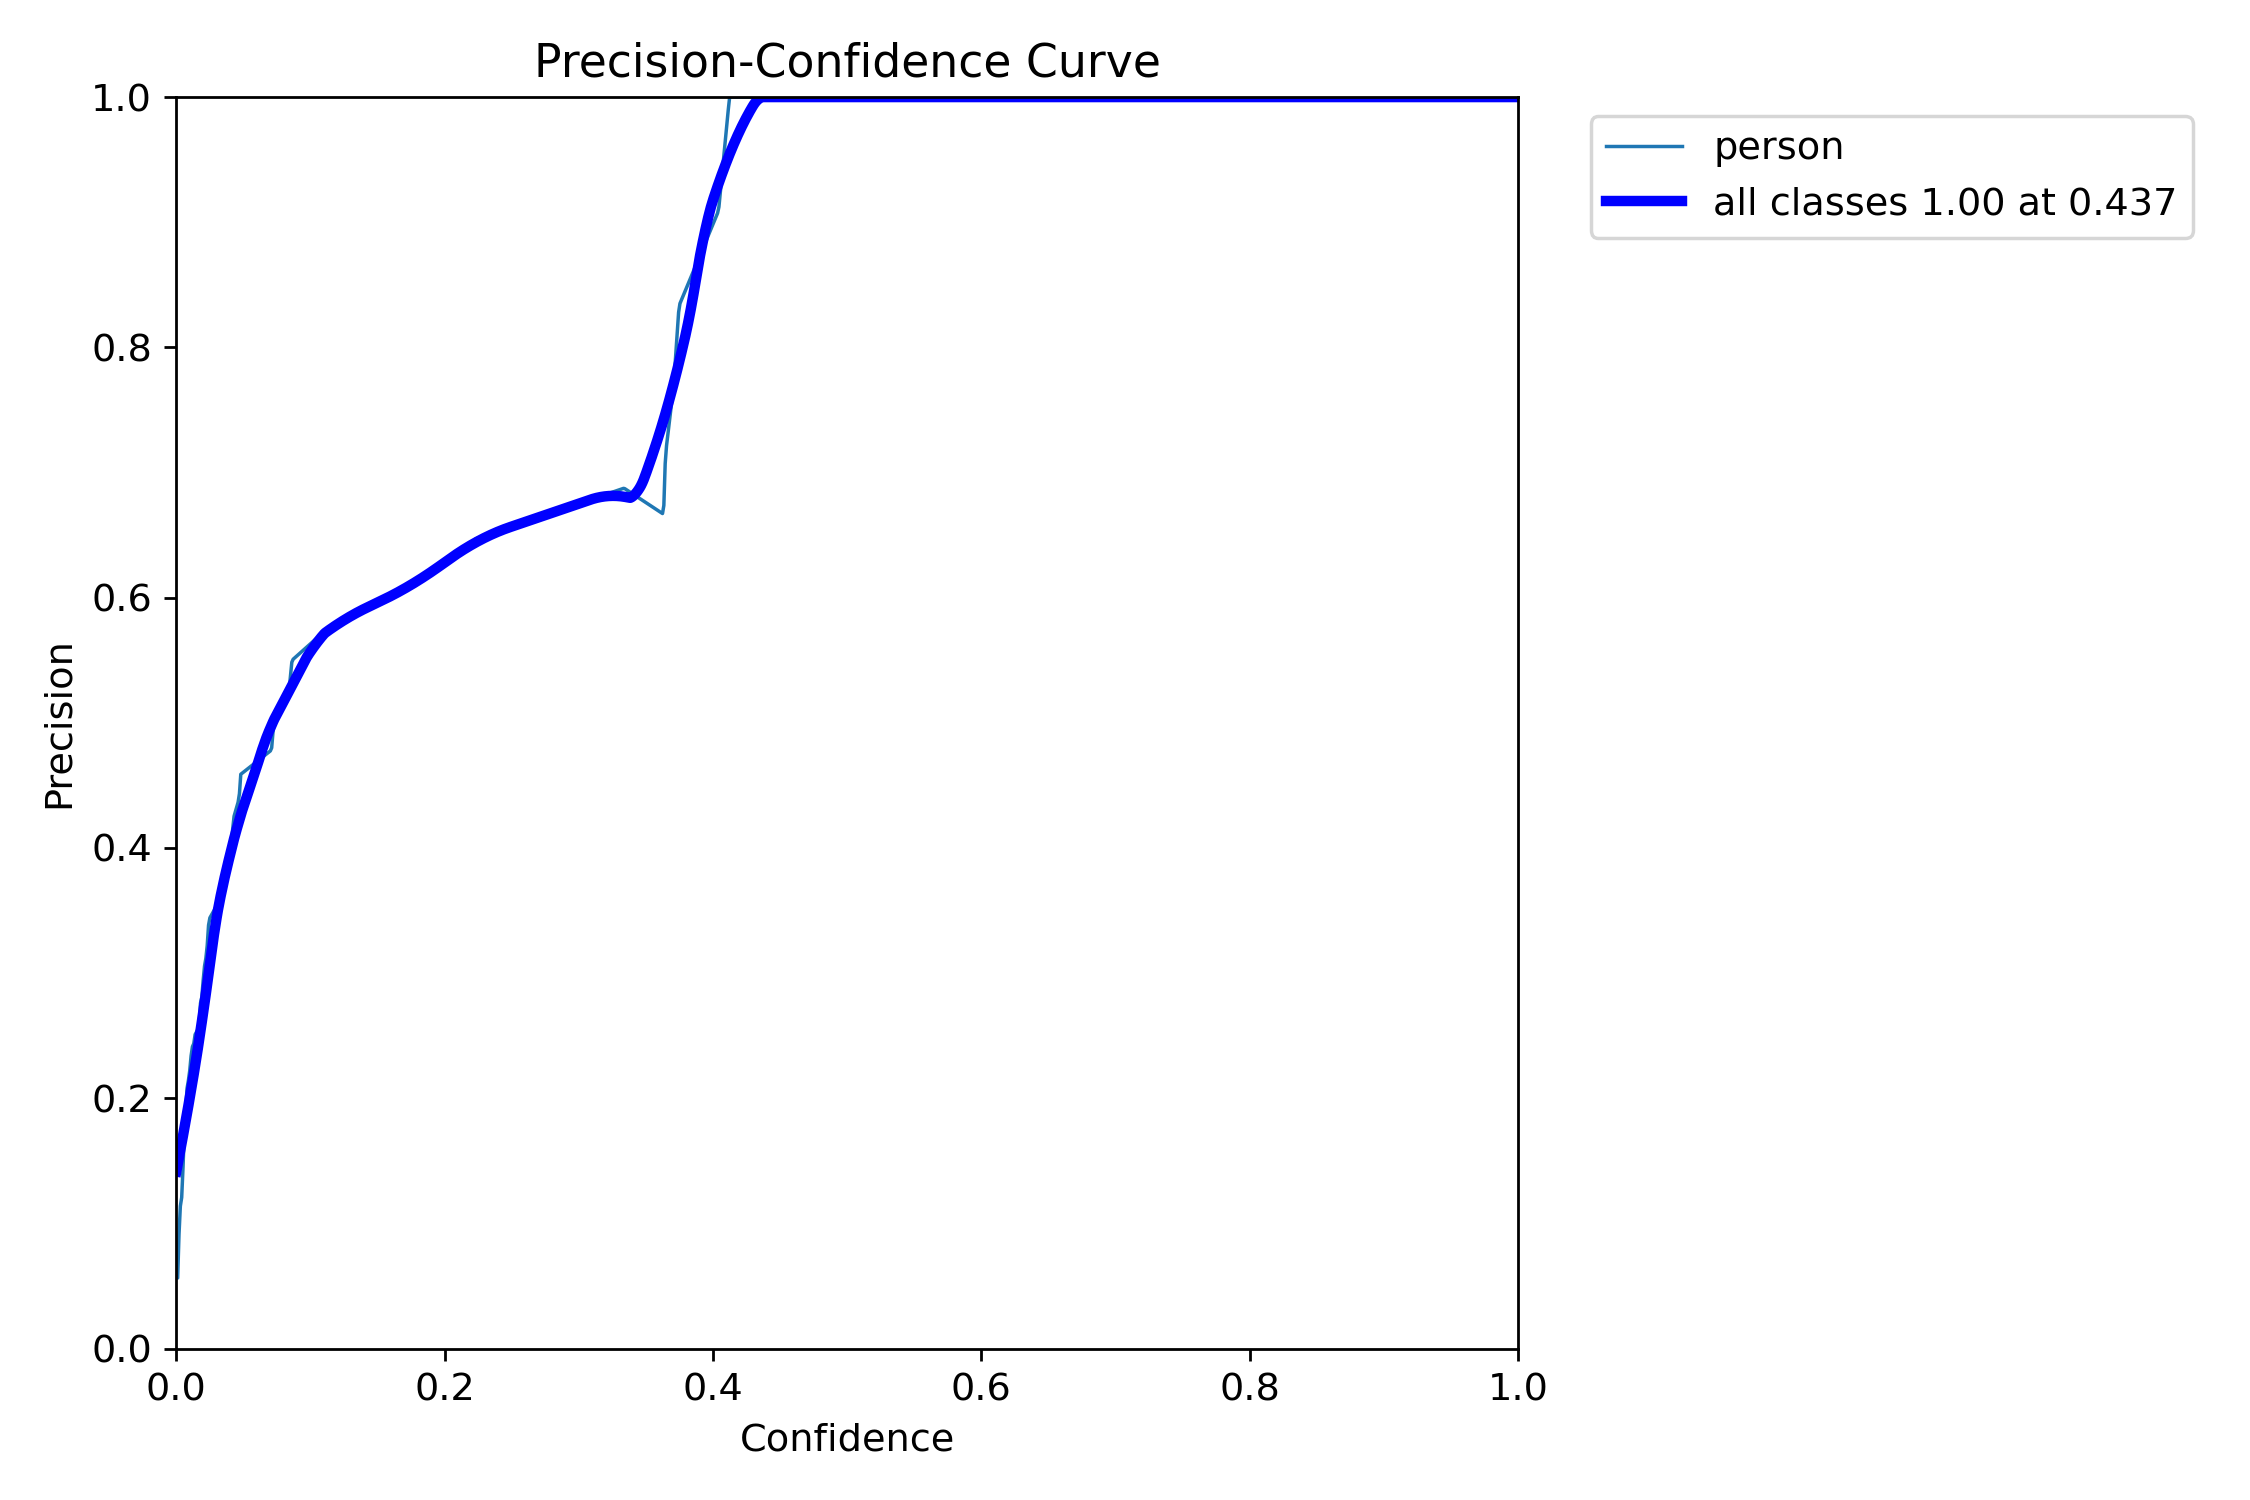 Precision-Confidence Curve
1.0
0.8
0.6
0.4
0.2
0.0
Precision
0.0 0.2 0.4 0.6 0.8 1.0
Confidence
person
all classes 1.00 at 0.437